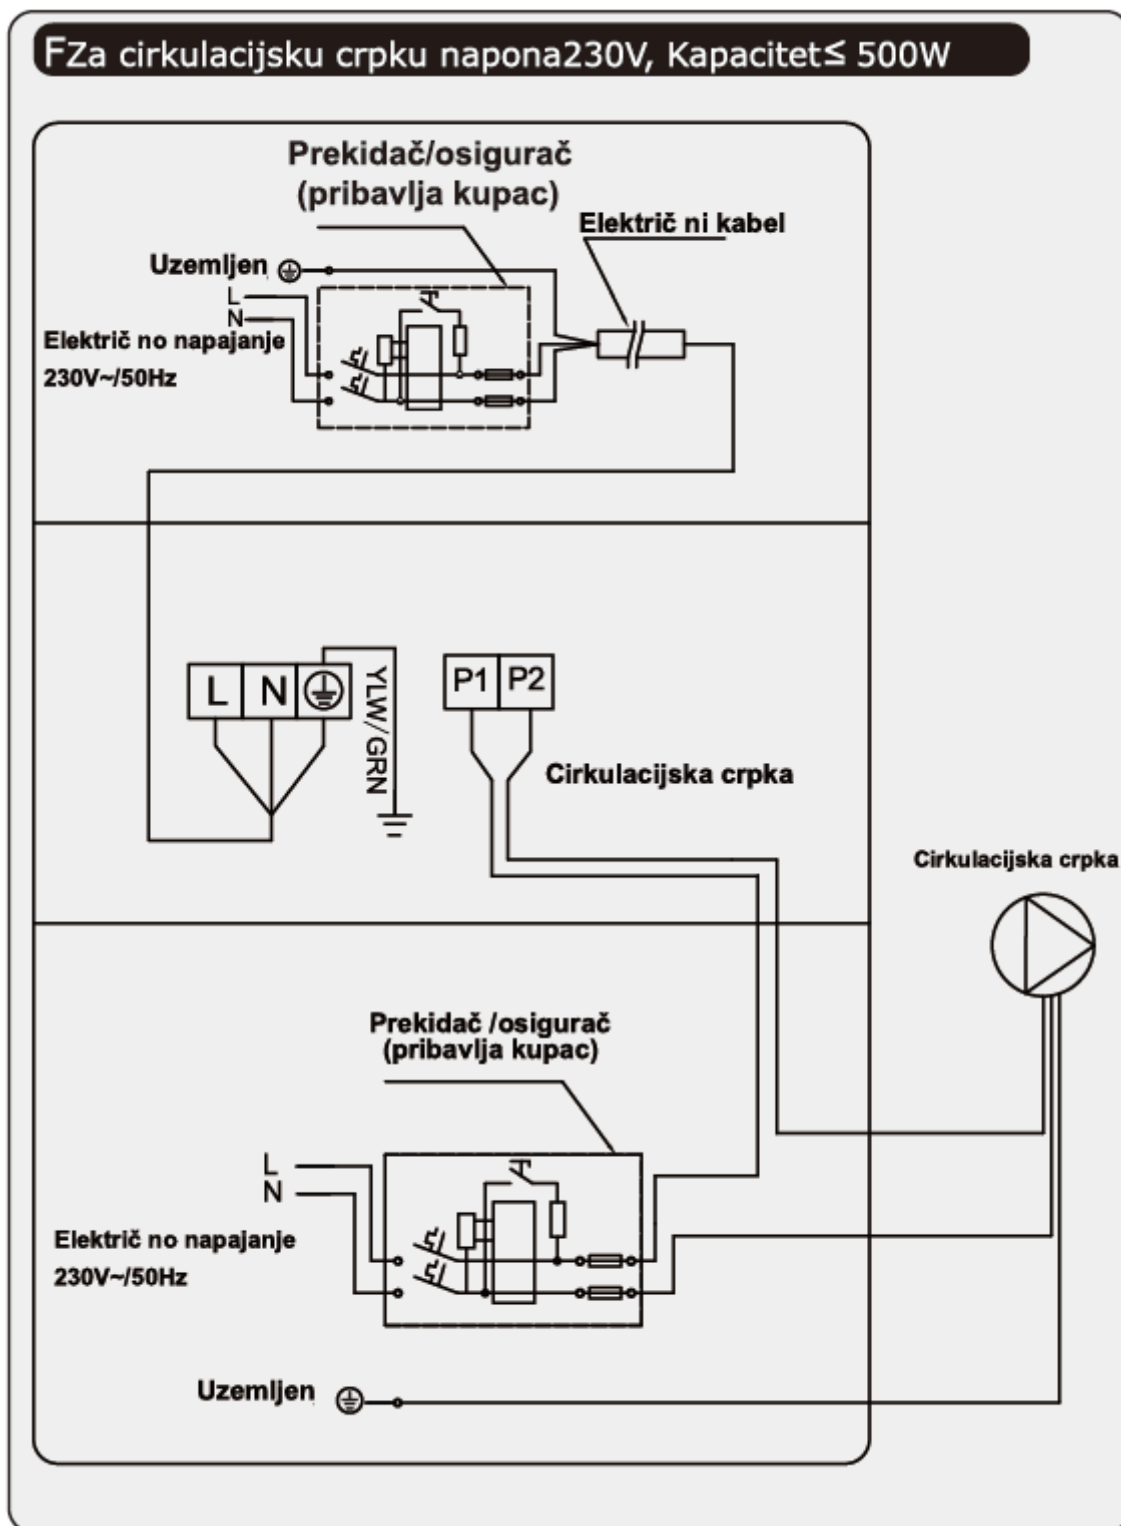 FZa cirkulacijsku crpku napona230V, Kapacitet≤ 500W
Prekidač/osigurač
(pribavlja kupac)
Električ ni kabel
Uzemljen
L
N
Električ no napajanje
230V~/50Hz
L N
YLW/GRN
P1 P2
Cirkulacijska crpka
Cirkulacijska crpka
Prekidač /osigurač
(pribavlja kupac)
L
N
Električ no napajanje
230V~/50Hz
Uzemljen